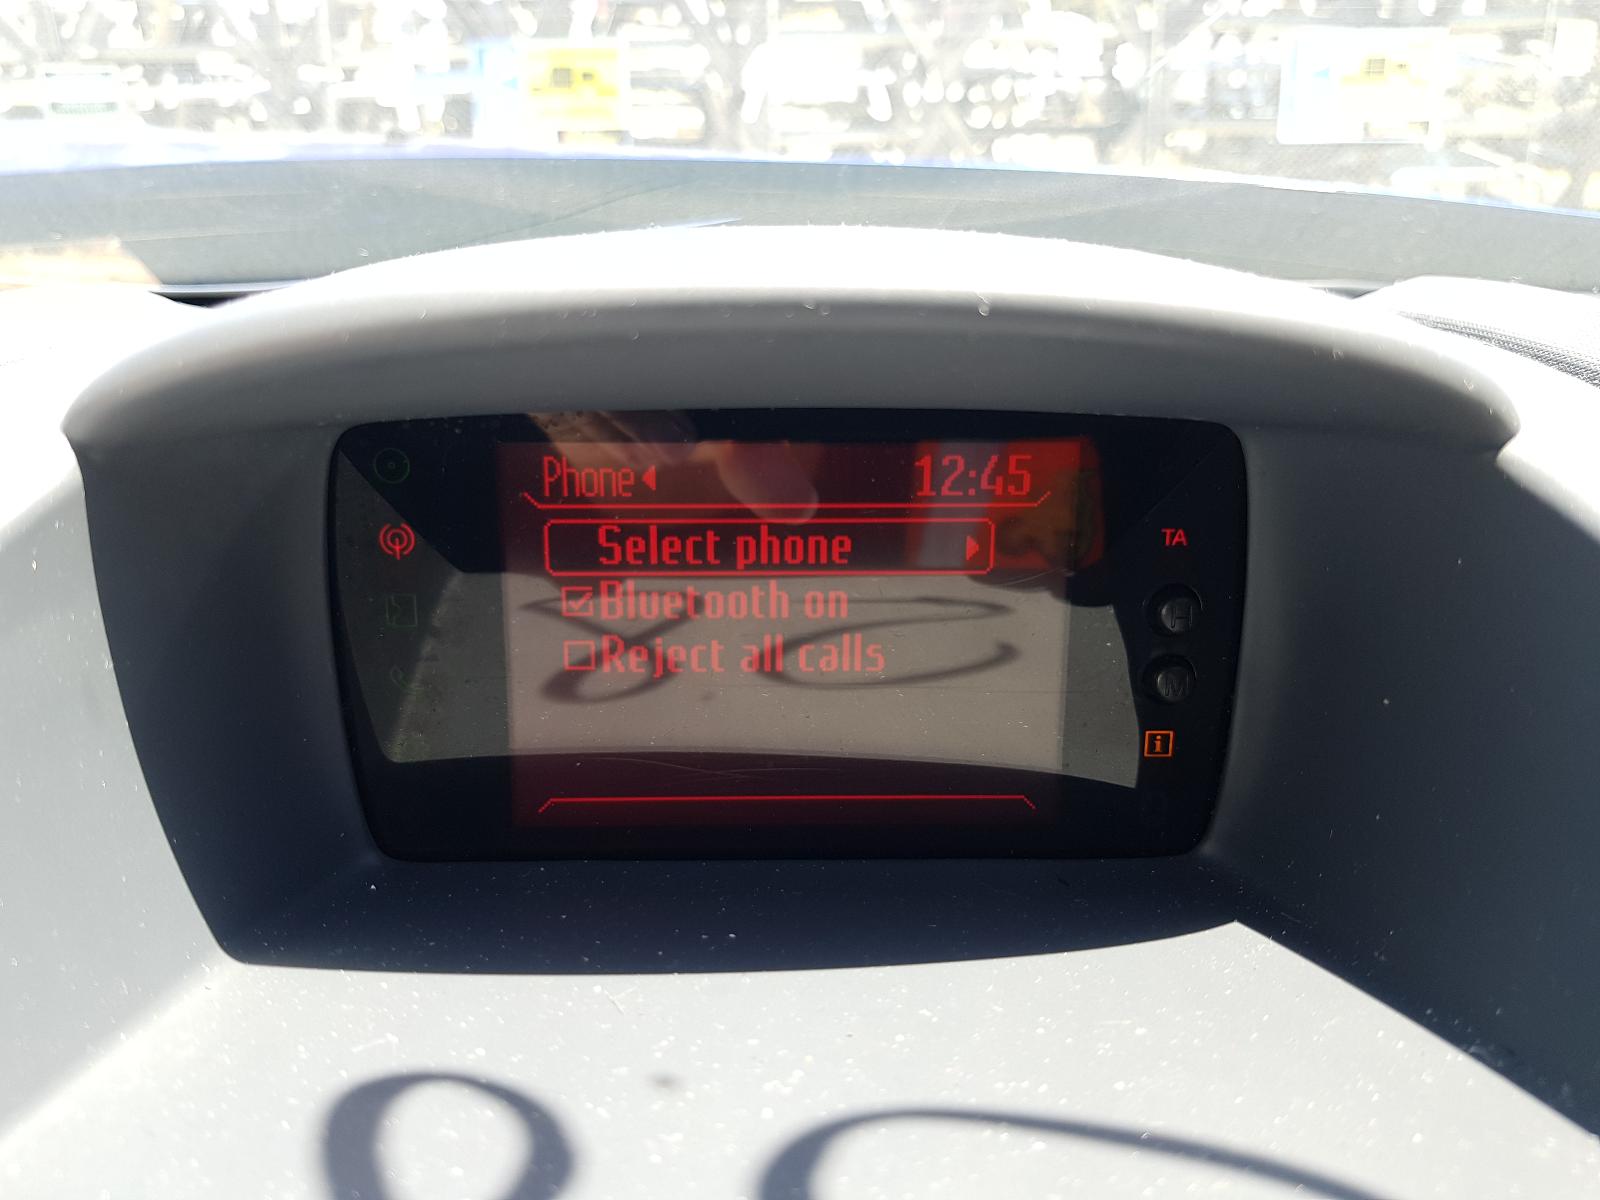 Phone
12:45
Select phone
Bluetooth on
Reject all calls
TA
H
M
i